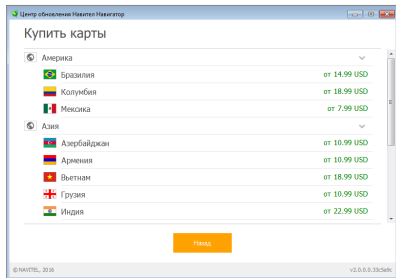 Центр обновления Навител Навигатор
Купить карты
Америка
Бразилия от 14.99 USD
Колумбия от 18.99 USD
Мексика от 7.99 USD
Азия
Азербайджан от 10.99 USD
Армения от 10.99 USD
Вьетнам от 18.99 USD
Грузия от 10.99 USD
Индия от 22.99 USD
Назад
© NAVITEL, 2016